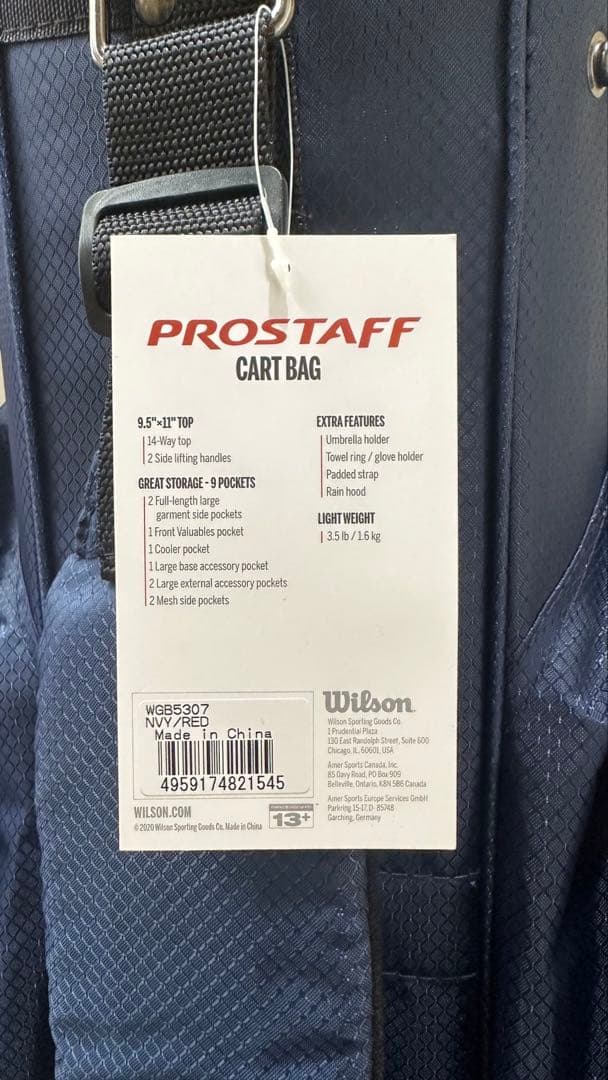 PROSTAFF
CART BAG
9.5"×11" TOP
14-Way top
2 Side lifting handles
GREAT STORAGE - 9 POCKETS
2 Full-length large
garment side pockets
1 Front Valuables pocket
1 Cooler pocket
1 Large base accessory pocket
2 Large external accessory pockets
2 Mesh side pockets
EXTRA FEATURES
Umbrella holder
Towel ring / glove holder
Padded strap
Rain hood
LIGHT WEIGHT
3.5 lb / 1.6 kg
WGB5307
NVY/RED
Made in China
4959174821545
WILSON.COM
© 2020 Wilson Sporting Goods Co. Made in China
13+
Wilson
Wilson Sporting Goods Co.
1 Prudential Plaza
130 East Randolph Street, Suite 600
Chicago, IL. 60601, USA
Amer Sports Canada, Inc.
85 Davy Road, PO Box 909
Belleville, Ontario, K8N 5B6 Canada
Amer Sports Europe Services GmbH
Parkring 15-17, D- 85748
Garching, Germany